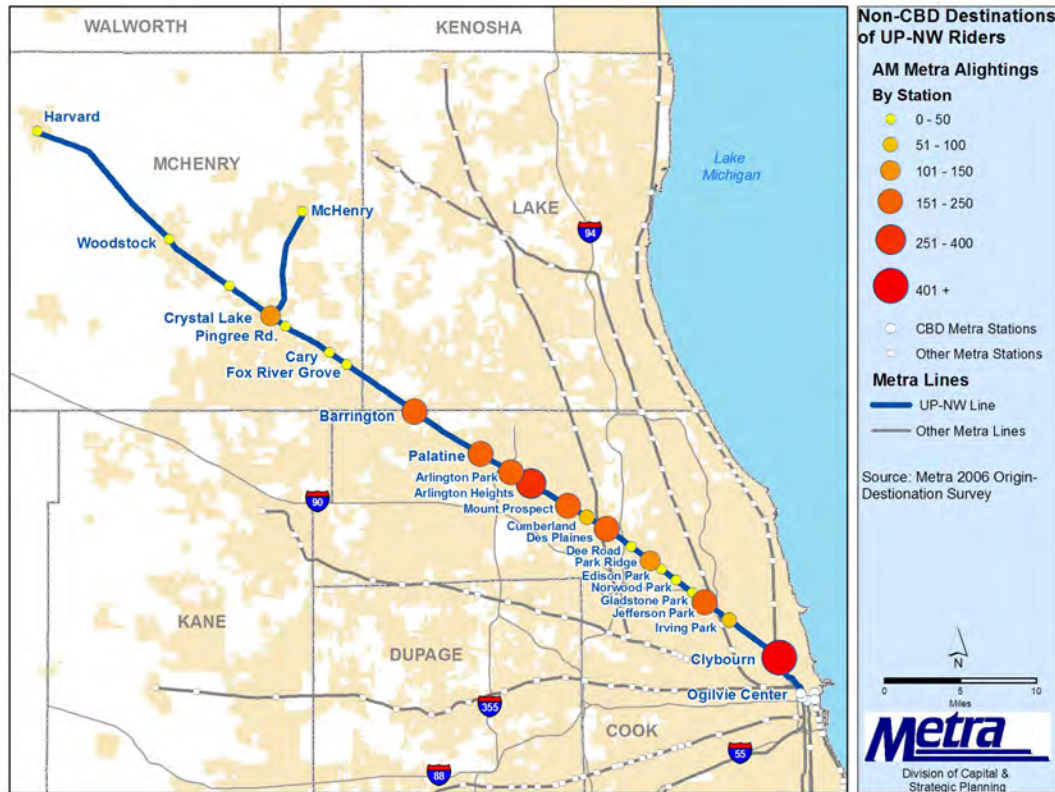 WALWORTH
KENOSHA
Harvard
MCHENRY
McHenry
Lake
Michigan
LAKE
94
Woodstock
Crystal Lake
Pingree Rd.
Cary
Fox River Grove
Barrington
Palatine
Arlington Park
Arlington Heights
Mount Prospect
90
Cumberland
Des Plaines
Dee Road
Park Ridge
Edison Park
Norwood Park
Gladstone Park
Jefferson Park
Irving Park
KANE
DUPAGE
Clybourn
Ogilvie Center
355
COOK
55
88
Non-CBD Destinations
of UP-NW Riders
AM Metra Alightings
By Station
0 - 50
51 - 100
101 - 150
151 - 250
251 - 400
401 +
CBD Metra Stations
Other Metra Stations
Metra Lines
UP-NW Line
Other Metra Lines
Source: Metra 2006 Origin-
Destionation Survey
N
0 5 10
Miles
Metra
Division of Capital &
Strategic Planning